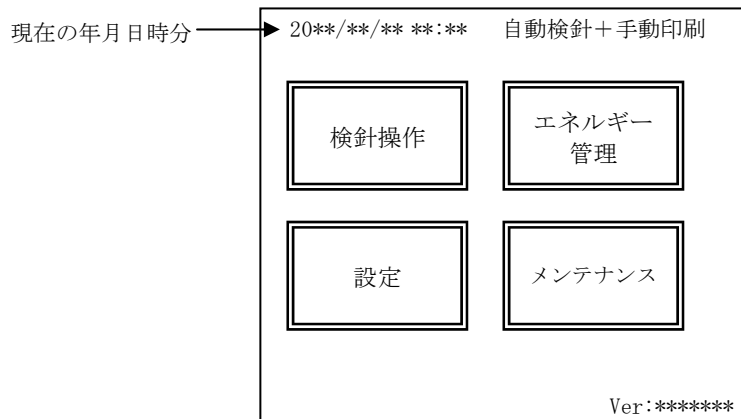 現在の年月日時分
20**/**/** **:**　自動検針＋手動印刷
検針操作
エネルギー
管理
設定
メンテナンス
Ver:*******